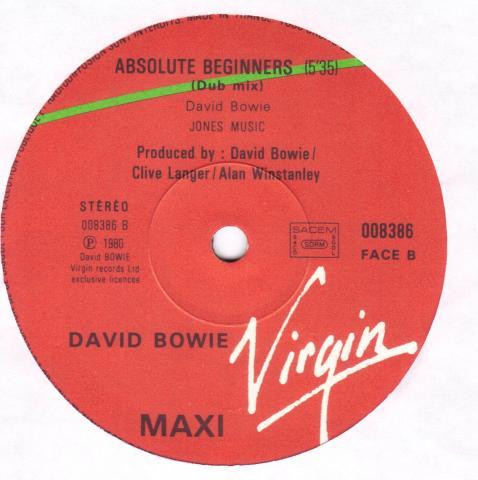 ABSOLUTE BEGINNERS (5'35)
(Dub mix)
David Bowie
JONES MUSIC
Produced by : David Bowie/
Clive Langer/Alan Winstanley
STÉRÉO
008386 B
Ⓟ 1986
David BOWIE
Virgin records Ltd
exclusive licences
SACEM
SDRM
008386
FACE B
DAVID BOWIE
Virgin
MAXI